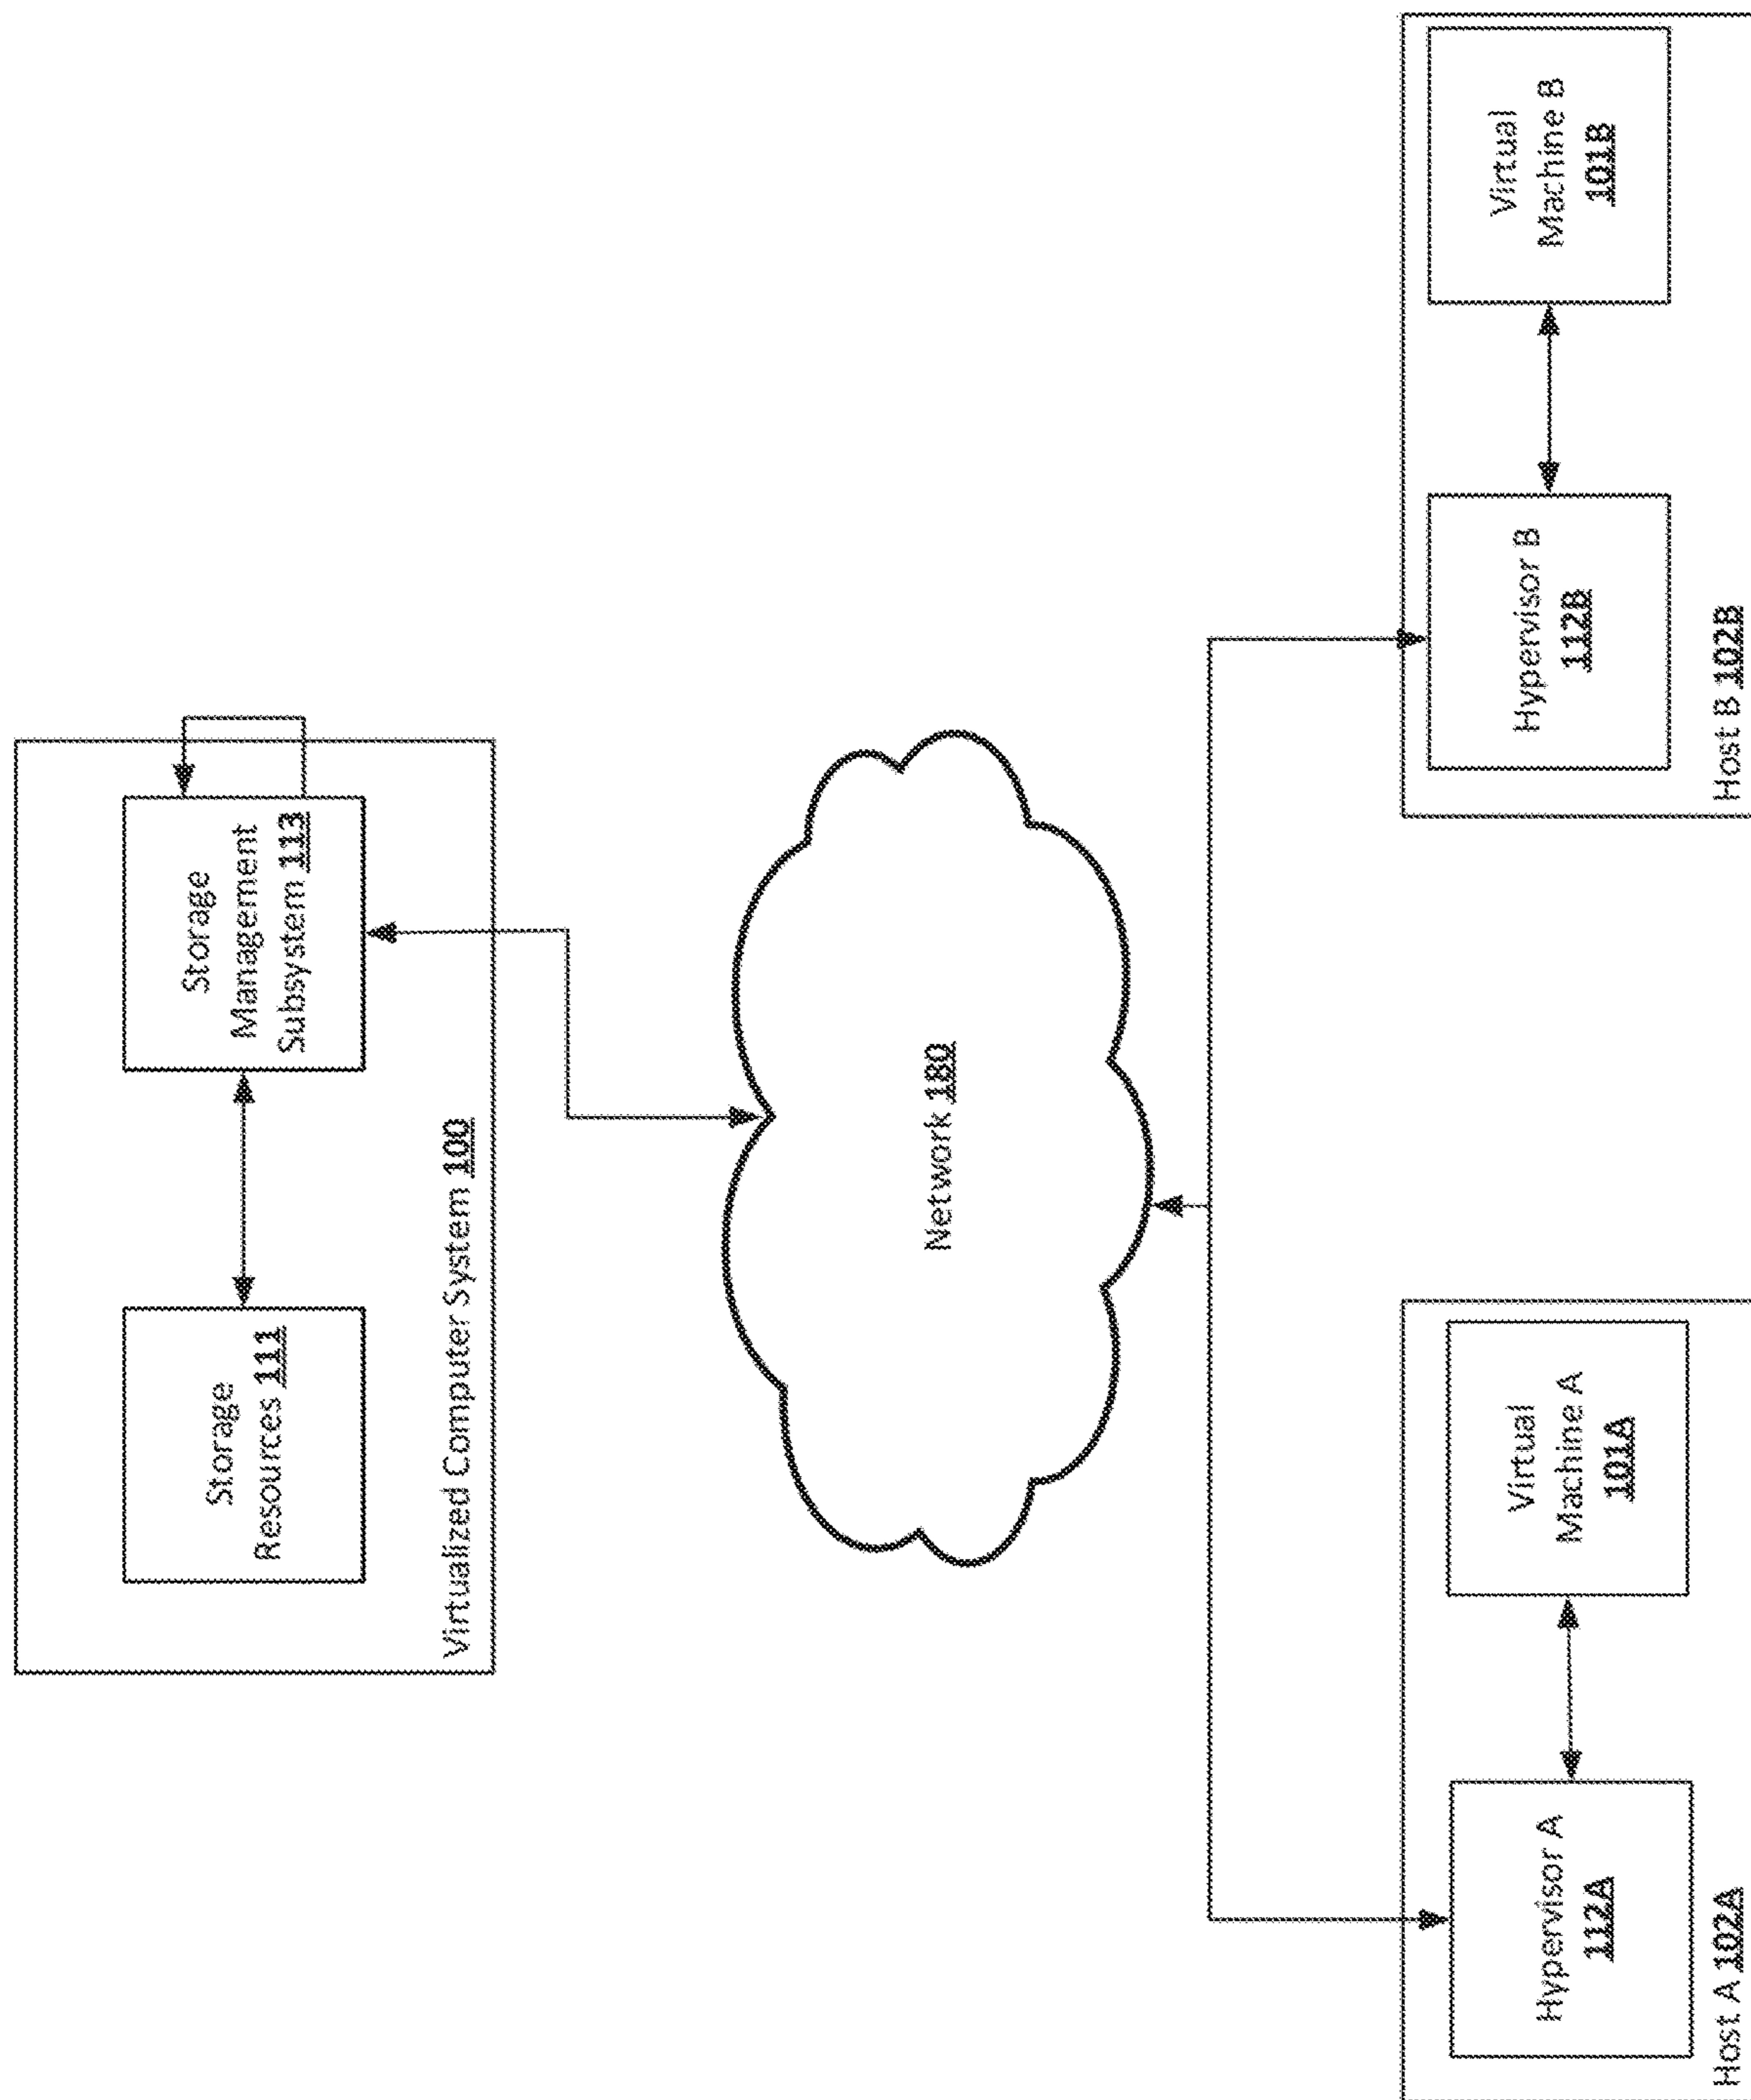 Storage
Resources 111
Storage
Management
Subsystem 113
Virtualized Computer System 100
Network 180
Hypervisor A
112A
Virtual
Machine A
101A
Host A 102A
Hypervisor B
112B
Virtual
Machine B
101B
Host B 102B